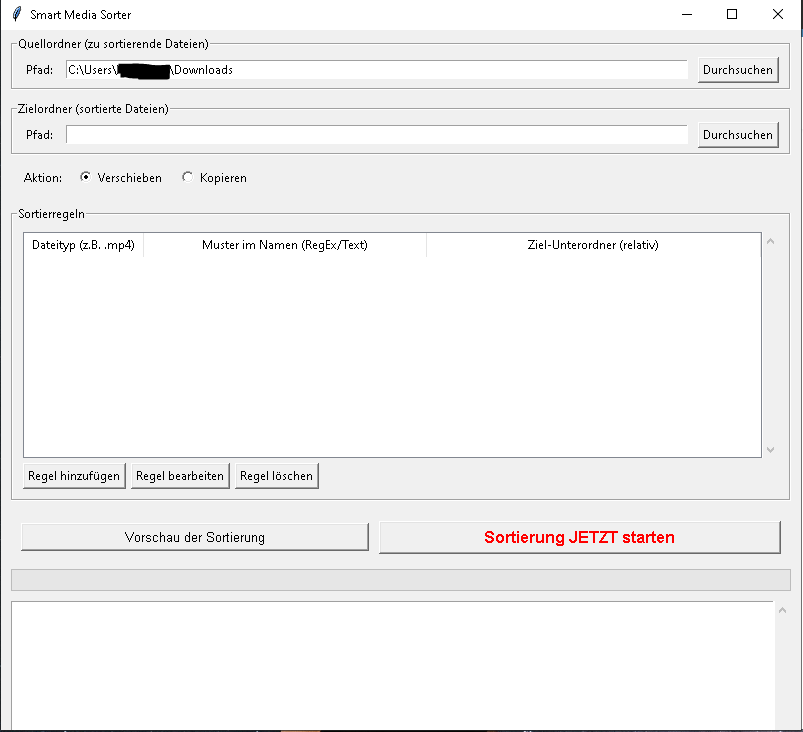 Smart Media Sorter
Quellordner (zu sortierende Dateien)
Pfad: C:\Users\ \Downloads Durchsuchen
Zielordner (sortierte Dateien)
Pfad: Durchsuchen
Aktion: Verschieben Kopieren
Sortierregeln
Dateityp (z.B. .mp4) Muster im Namen (RegEx/Text) Ziel-Unterordner (relativ)
Regel hinzufügen Regel bearbeiten Regel löschen
Vorschau der Sortierung Sortierung JETZT starten